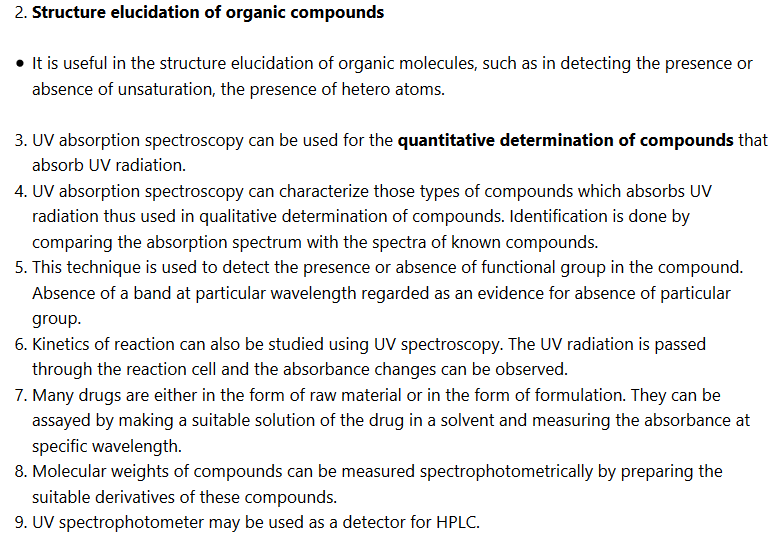 2. Structure elucidation of organic compounds
• It is useful in the structure elucidation of organic molecules, such as in detecting the presence or
absence of unsaturation, the presence of hetero atoms.
3. UV absorption spectroscopy can be used for the quantitative determination of compounds that
absorb UV radiation.
4. UV absorption spectroscopy can characterize those types of compounds which absorbs UV
radiation thus used in qualitative determination of compounds. Identification is done by
comparing the absorption spectrum with the spectra of known compounds.
5. This technique is used to detect the presence or absence of functional group in the compound.
Absence of a band at particular wavelength regarded as an evidence for absence of particular
group.
6. Kinetics of reaction can also be studied using UV spectroscopy. The UV radiation is passed
through the reaction cell and the absorbance changes can be observed.
7. Many drugs are either in the form of raw material or in the form of formulation. They can be
assayed by making a suitable solution of the drug in a solvent and measuring the absorbance at
specific wavelength.
8. Molecular weights of compounds can be measured spectrophotometrically by preparing the
suitable derivatives of these compounds.
9. UV spectrophotometer may be used as a detector for HPLC.